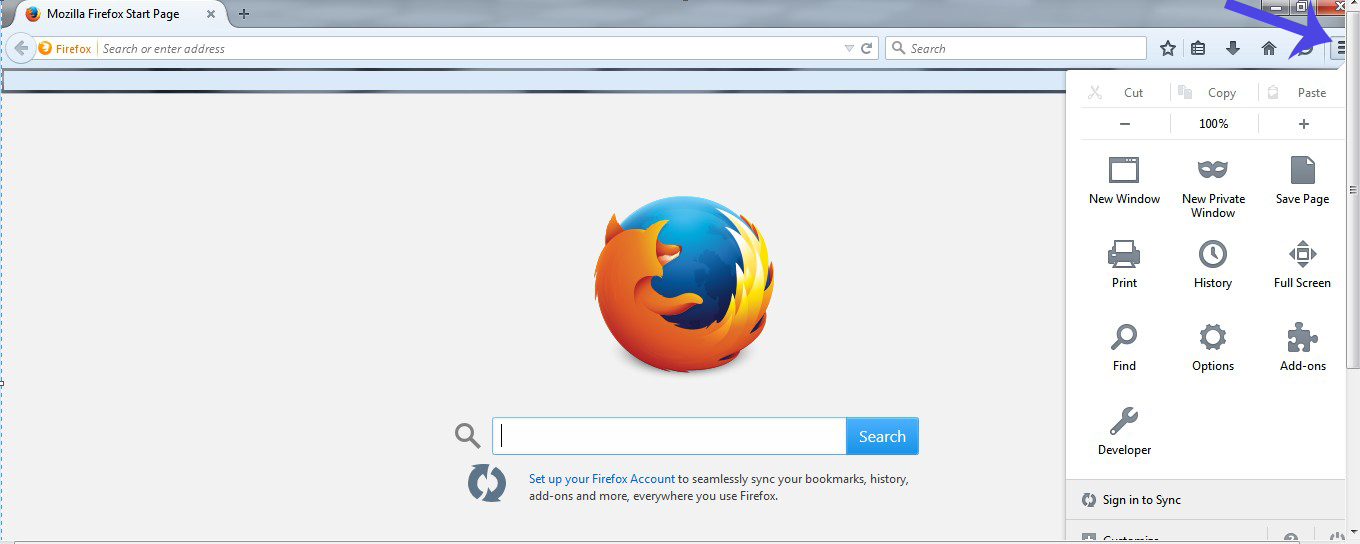 Mozilla Firefox Start Page
Firefox
Search or enter address
Search
Cut
Copy
Paste
100%
New Window
New Private
Window
Save Page
Print
History
Full Screen
Find
Options
Add-ons
Developer
Search
Set up your Firefox Account to seamlessly sync your bookmarks, history,
add-ons and more, everywhere you use Firefox.
Sign in to Sync
Customize